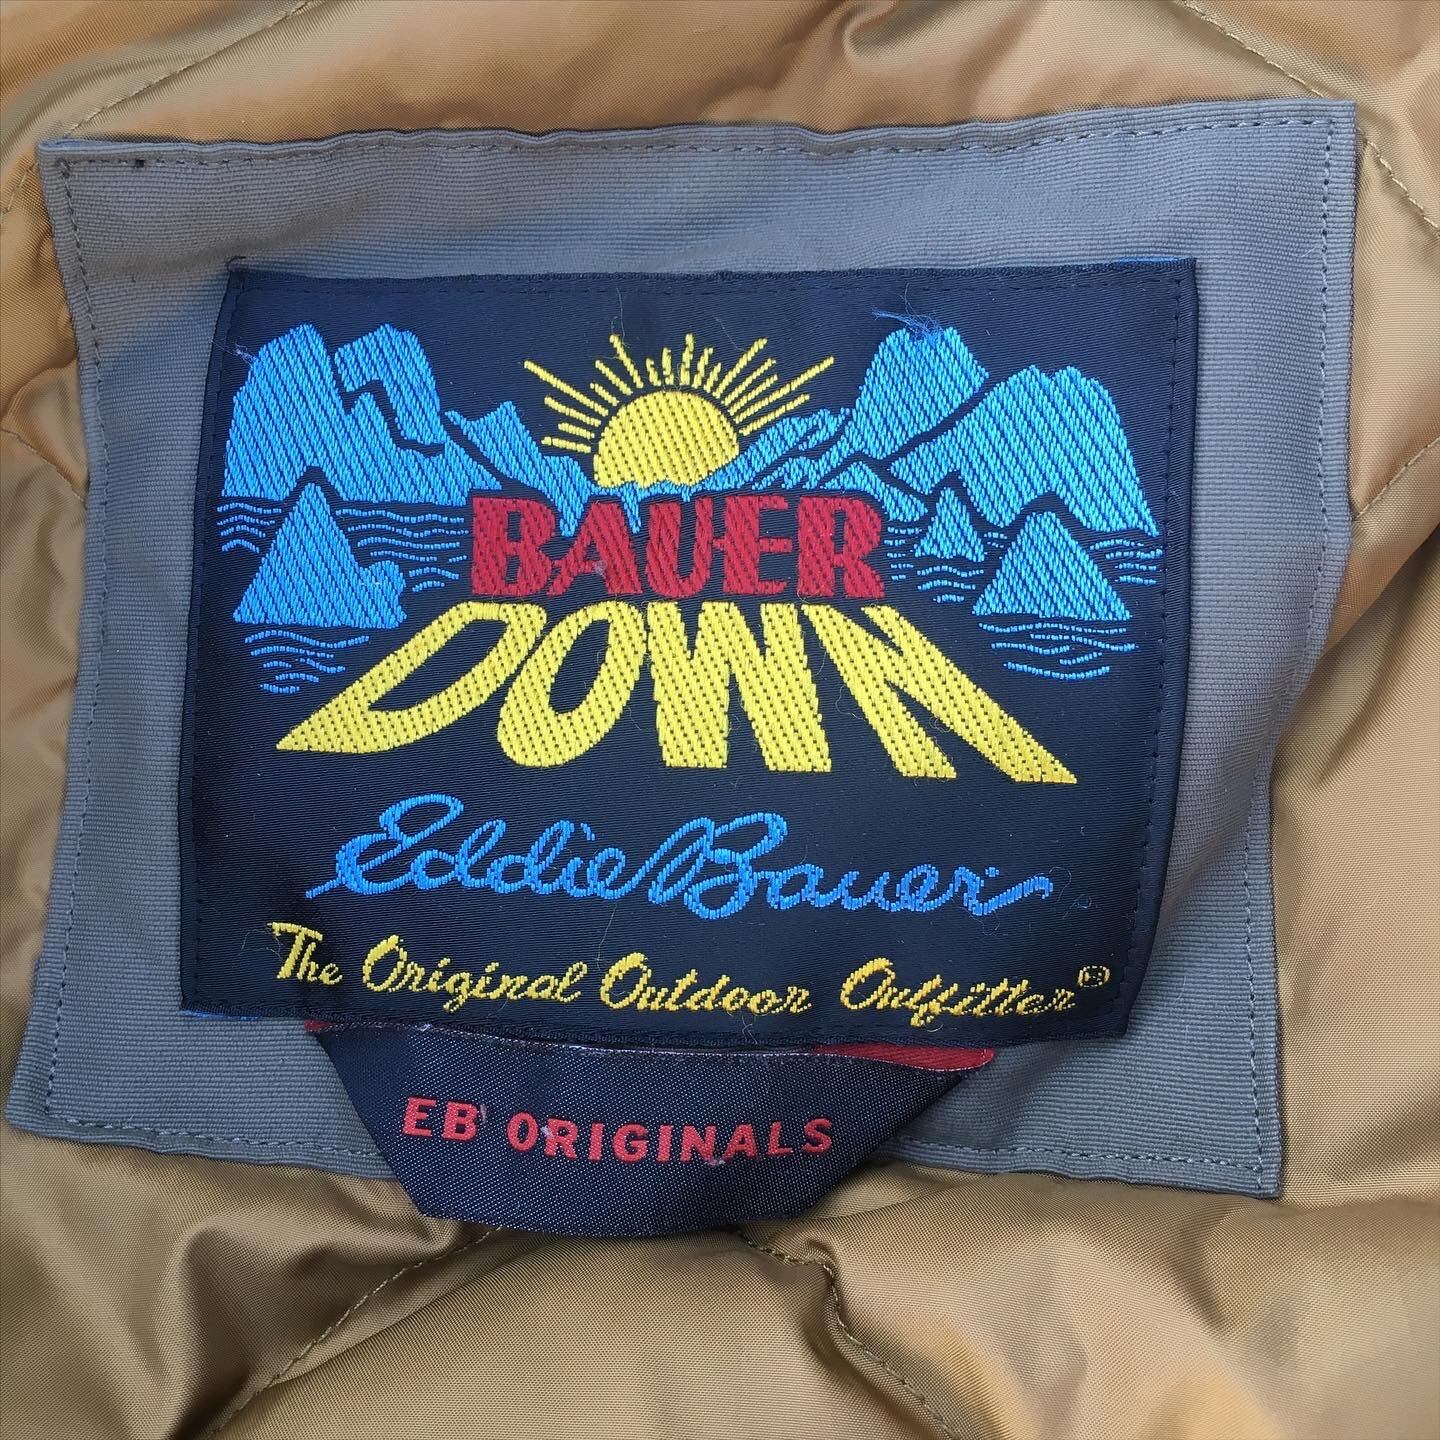 BAUER
DOWN
Eddie Bauer
The Original Outdoor Outfitter®
EB ORIGINALS